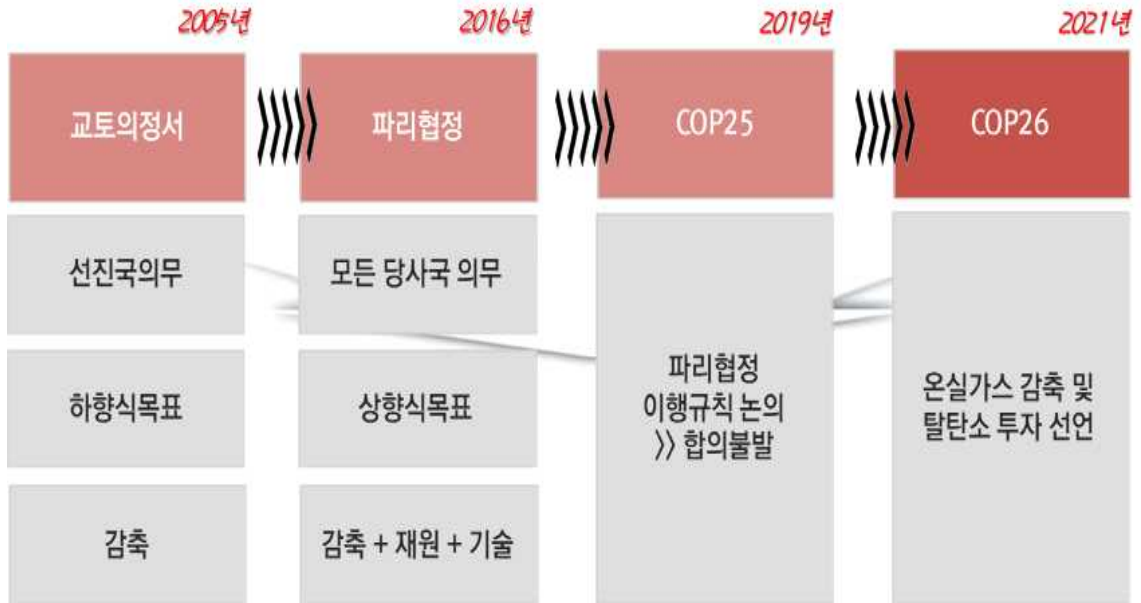 2005년
2016년
2019년
2021년
교토의정서
파리협정
COP25
COP26
선진국의무
모든 당사국 의무
하향식목표
상향식목표
감축
감축 + 재원 + 기술
파리협정
이행규칙 논의
>> 합의불발
온실가스 감축 및
탈탄소 투자 선언